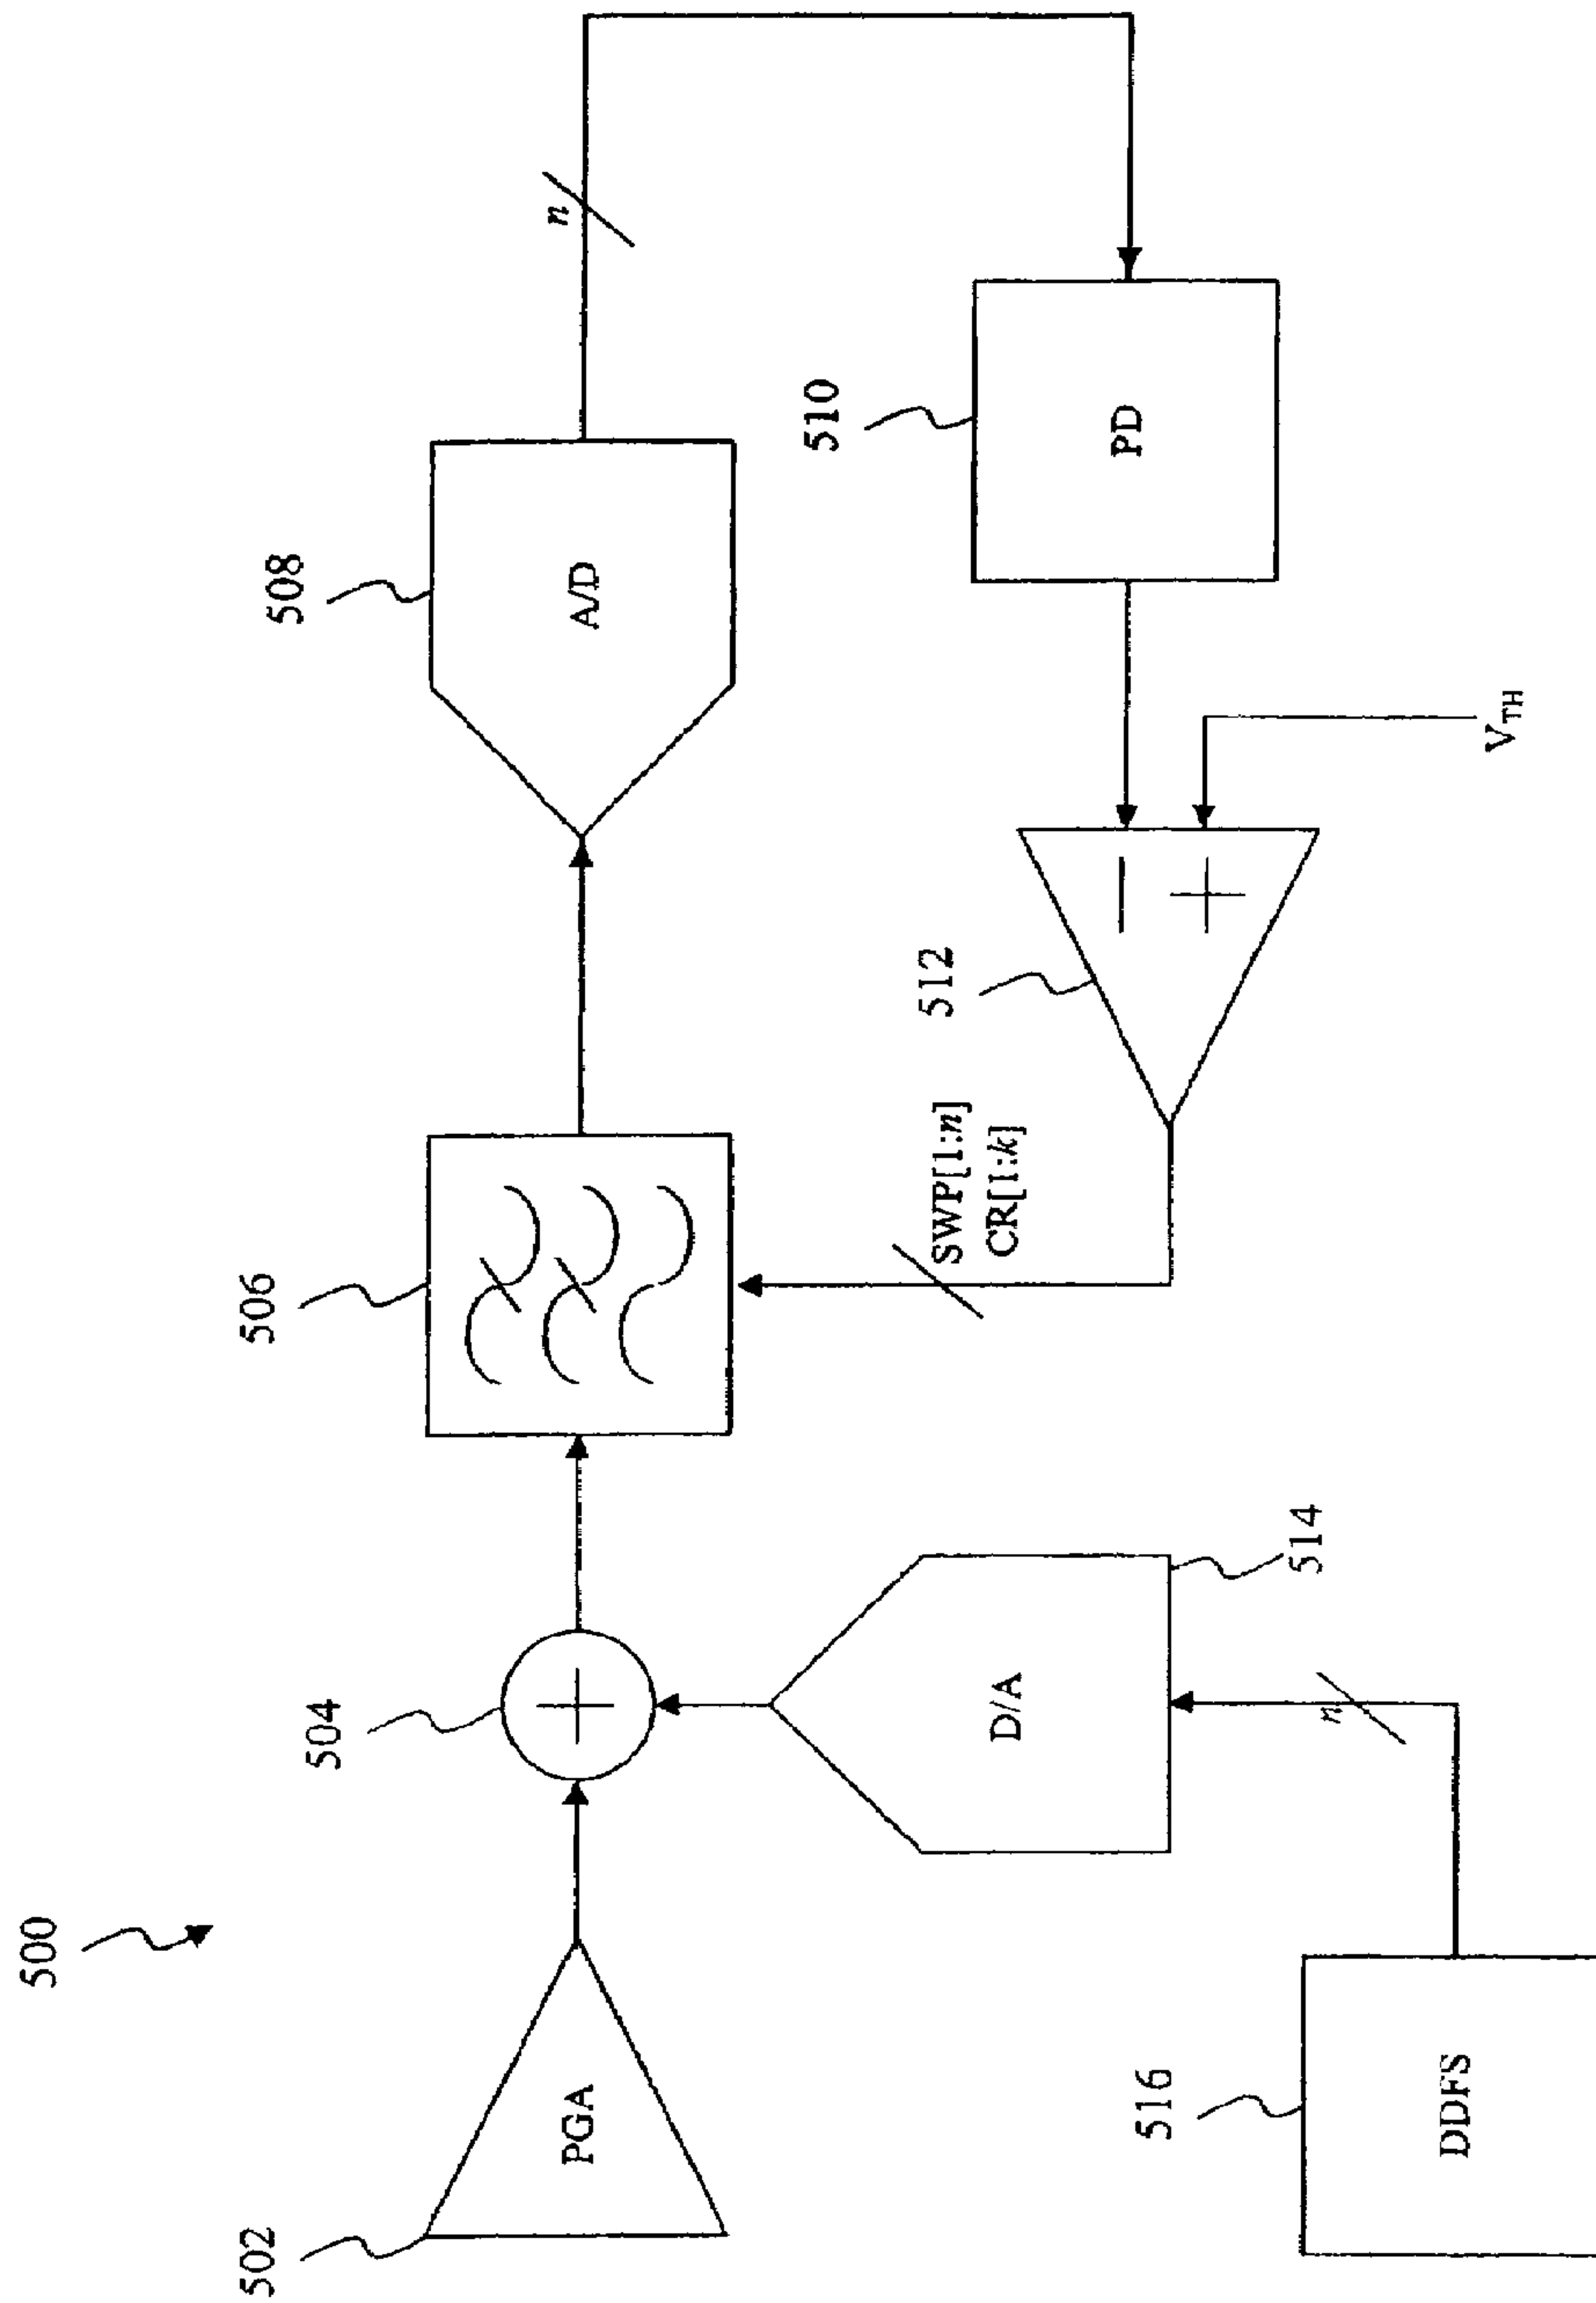 500
502
PGA
504
506
508
A/D
n
510
PD
512
−
+
V_TH
SWP[1:n]
CR[1:k]
+
D/A
514
n
516
DDFS